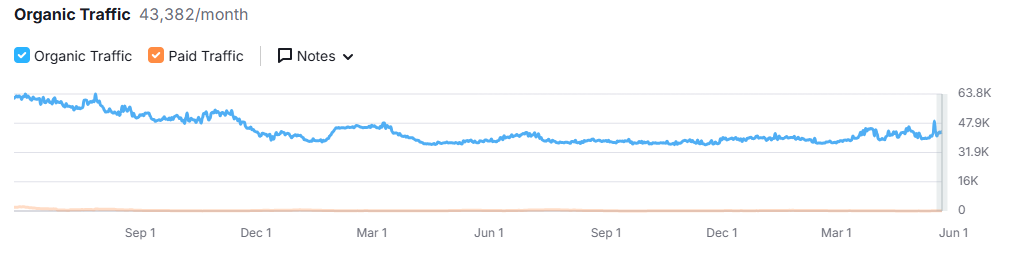 Organic Traffic 43,382/month
Organic Traffic Paid Traffic Notes
63.8K
47.9K
31.9K
16K
0
Sep 1 Dec 1 Mar 1 Jun 1 Sep 1 Dec 1 Mar 1 Jun 1